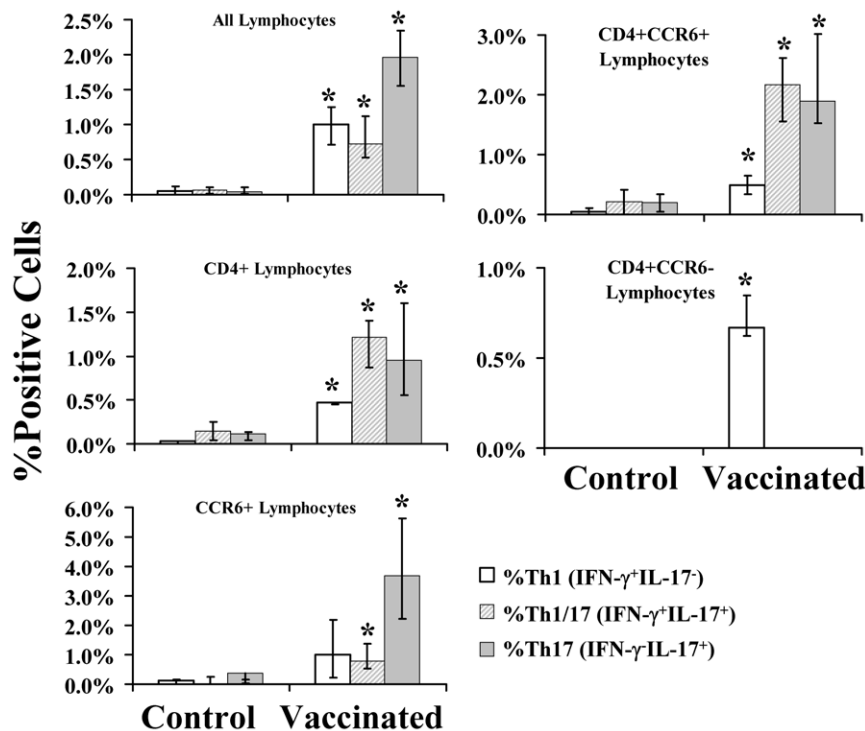 %Positive Cells
All Lymphocytes
2.5%
2.0%
1.5%
1.0%
0.5%
0.0%
* * *
CD4+ Lymphocytes
2.0%
1.5%
1.0%
0.5%
0.0%
* * *
CCR6+ Lymphocytes
6.0%
5.0%
4.0%
3.0%
2.0%
1.0%
0.0%
* *
Control Vaccinated
CD4+CCR6+
Lymphocytes
3.0%
2.0%
1.0%
0.0%
* * *
CD4+CCR6-
Lymphocytes
1.0%
0.5%
0.0%
*
Control Vaccinated
%Th1 (IFN-γ⁺IL-17⁻)
%Th1/17 (IFN-γ⁺IL-17⁺)
%Th17 (IFN-γ⁻IL-17⁺)